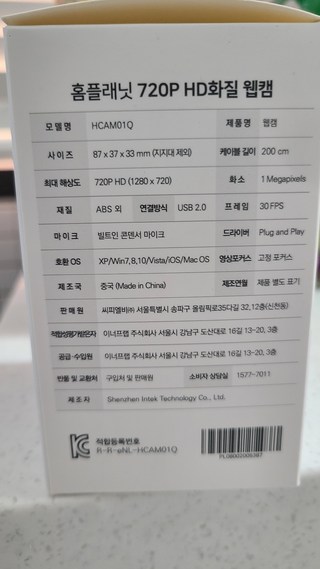 홈플래닛 720P HD화질 웹캠
모델명 HCAM01Q 제품명 웹캠
사이즈 87 x 37 x 33 mm (지지대 제외) 케이블 길이 200 cm
최대 해상도 720P HD (1280 x 720) 화소 1 Megapixels
재질 ABS 외 연결방식 USB 2.0 프레임 30 FPS
마이크 빌트인 콘덴서 마이크 드라이버 Plug and Play
호환 OS XP/Win7,8,10/Vista/iOS/Mac OS 영상포커스 고정 포커스
제조국 중국 (Made in China) 제조연월 제품 별도 표기
판매원 씨피엘비㈜ 서울특별시 송파구 올림픽로35다길 32,12층(신천동)
적합성평가받은자 이너프랩 주식회사 서울시 강남구 도산대로 16길 13-20, 3층
공급·수입원 이너프랩 주식회사 서울시 강남구 도산대로 16길 13-20, 3층
반품 및 교환처 구입처 및 판매원 소비자 상담실 1577-7011
제조자 Shenzhen Intek Technology Co., Ltd.
적합등록번호
R-R-eNL-HCAM01Q